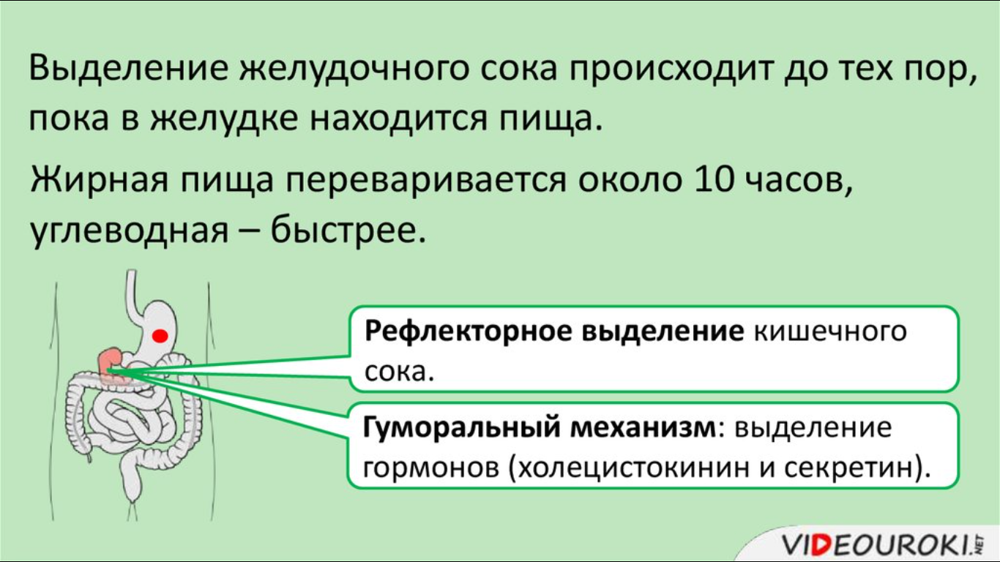 Выделение желудочного сока происходит до тех пор,
пока в желудке находится пища.
Жирная пища переваривается около 10 часов,
углеводная – быстрее.
Рефлекторное выделение кишечного
сока.
Гуморальный механизм: выделение
гормонов (холецистокинин и секретин).
VIDEOUROKI.NET